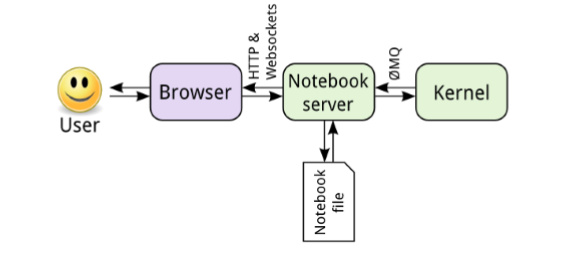 User
Browser
HTTP &
Websockets
Notebook
server
ØMQ
Kernel
Notebook
file